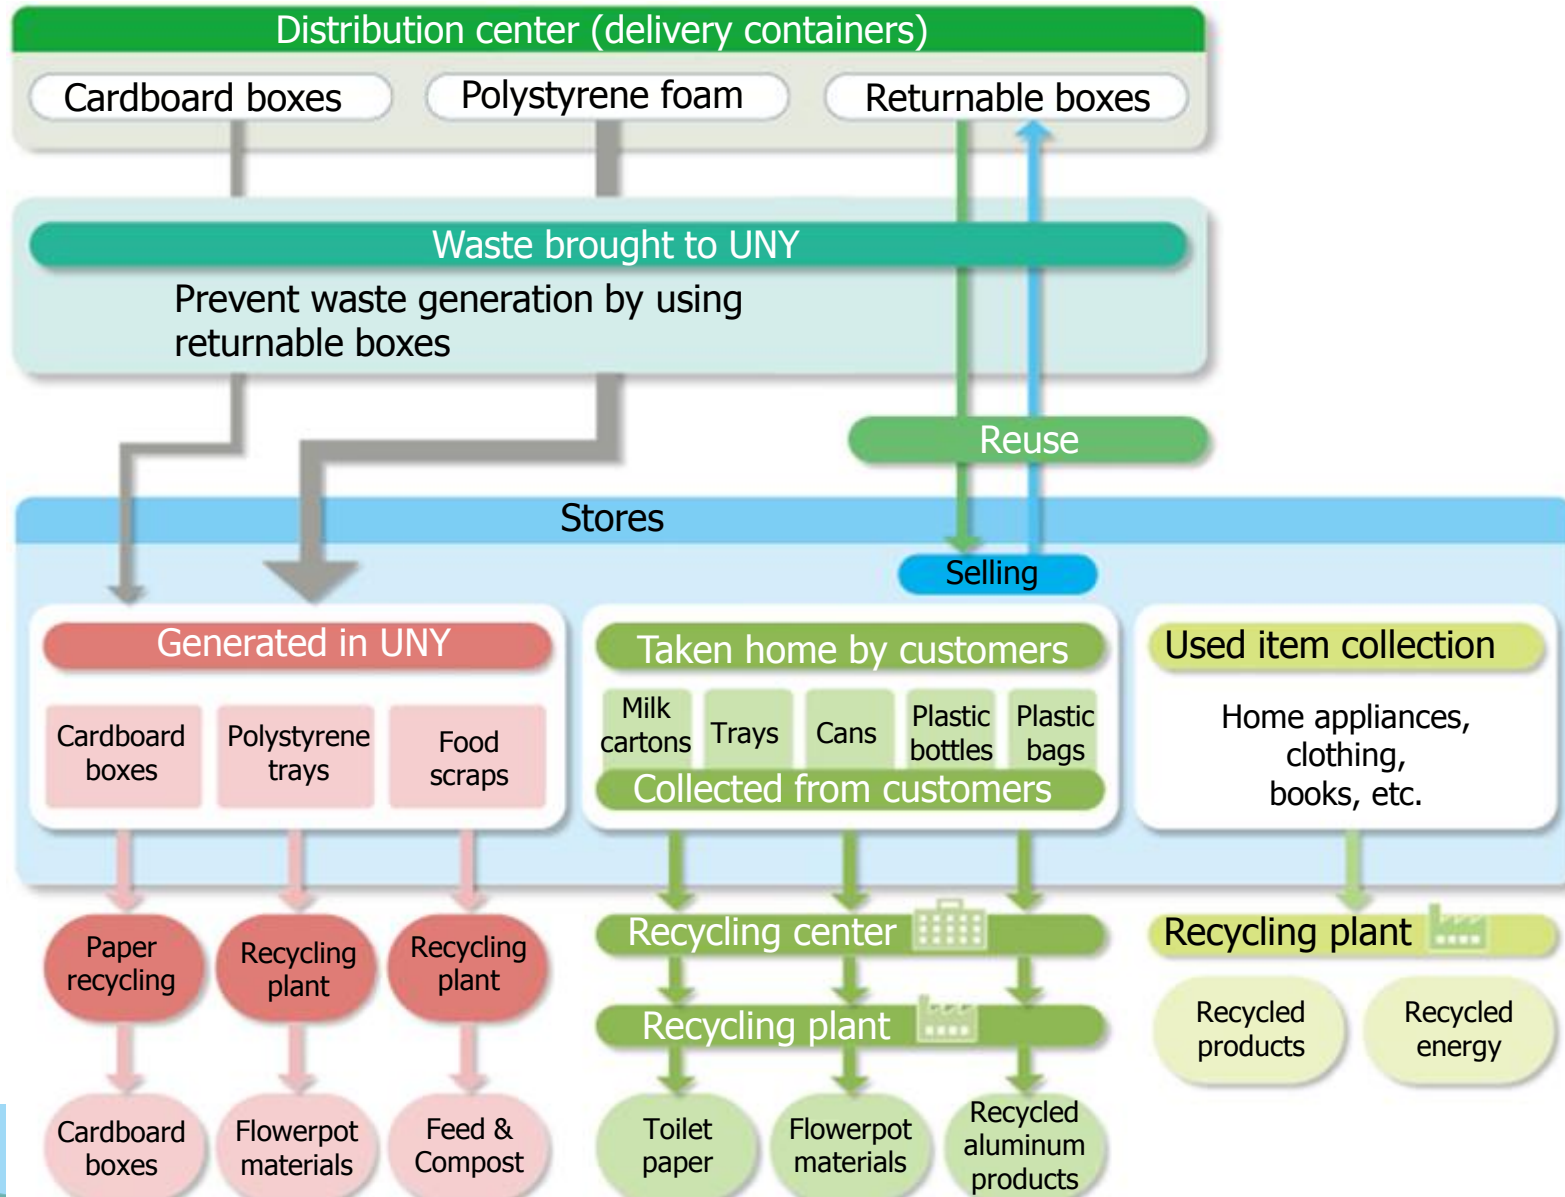 Distribution center (delivery containers)
Cardboard boxes
Polystyrene foam
Returnable boxes
Waste brought to UNY
Prevent waste generation by using
returnable boxes
Reuse
Stores
Selling
Generated in UNY
Cardboard
boxes
Polystyrene
trays
Food
scraps
Taken home by customers
Milk
cartons
Trays
Cans
Plastic
bottles
Plastic
bags
Collected from customers
Used item collection
Home appliances,
clothing,
books, etc.
Paper
recycling
Recycling
plant
Recycling
plant
Recycling center
Recycling plant
Recycling plant
Recycled
products
Recycled
energy
Cardboard
boxes
Flowerpot
materials
Feed &
Compost
Toilet
paper
Flowerpot
materials
Recycled
aluminum
products